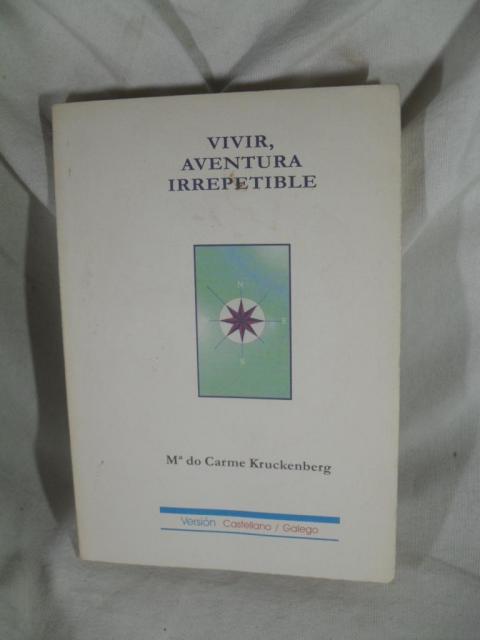 VIVIR,
AVENTURA
IRREPETIBLE
N
E
S
Mª do Carme Kruckenberg
Versión Castellano / Galego